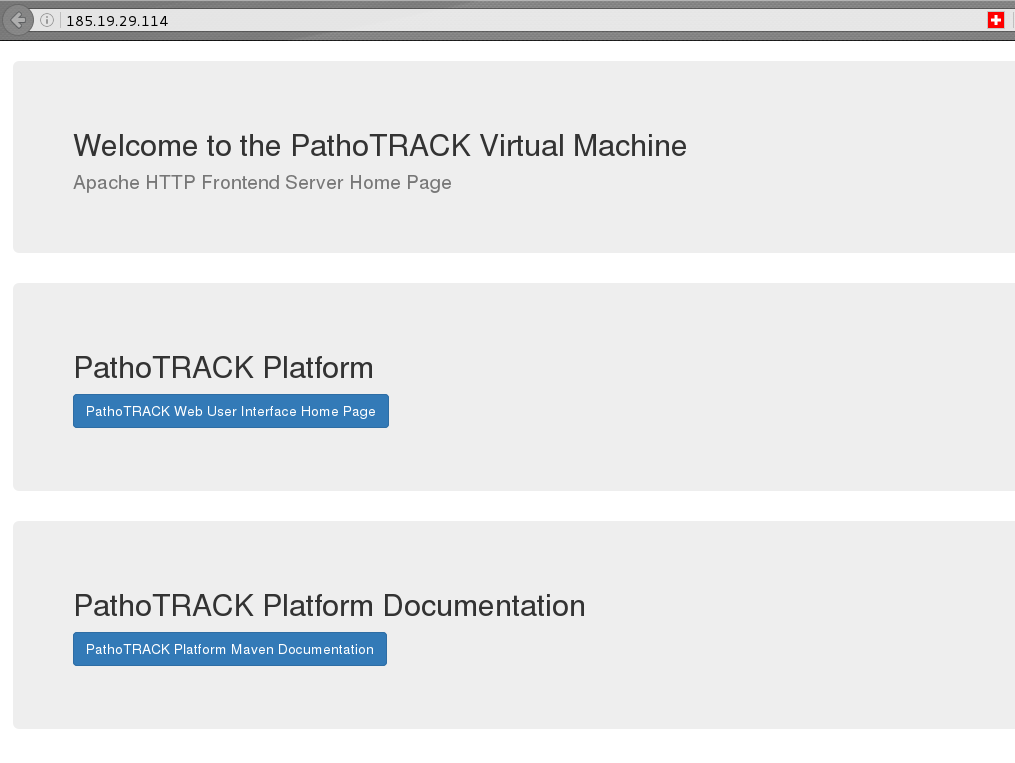 185.19.29.114
Welcome to the PathoTRACK Virtual Machine
Apache HTTP Frontend Server Home Page
PathoTRACK Platform
PathoTRACK Web User Interface Home Page
PathoTRACK Platform Documentation
PathoTRACK Platform Maven Documentation